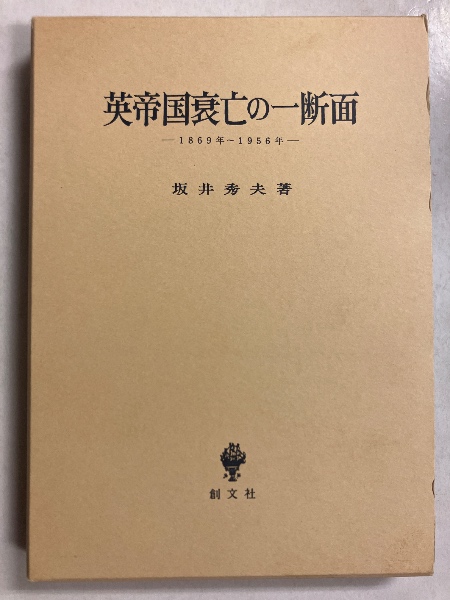 英帝国衰亡の一断面
―1869年～1956年―
坂井秀夫著
創文社